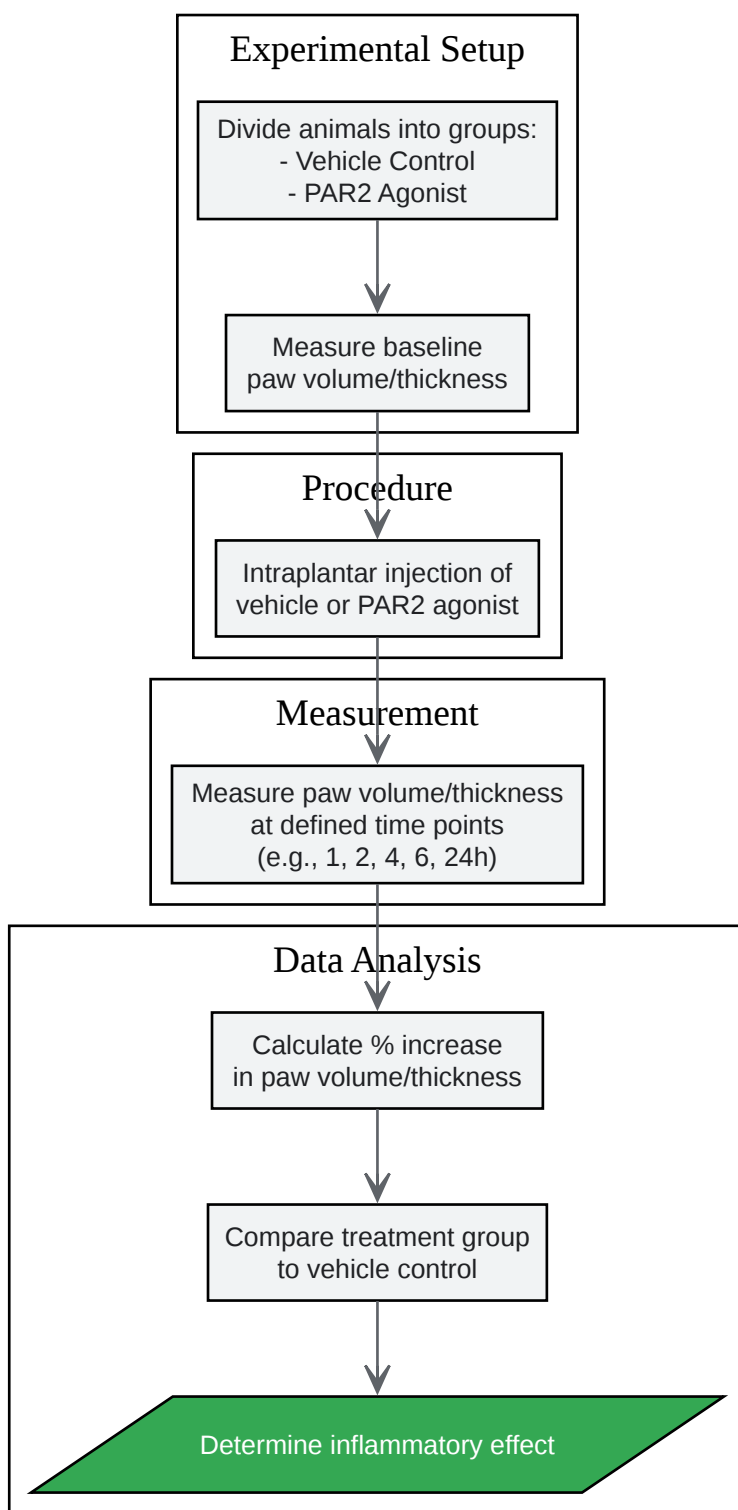 Experimental Setup
Divide animals into groups:
- Vehicle Control
- PAR2 Agonist
Measure baseline
paw volume/thickness
Procedure
Intraplantar injection of
vehicle or PAR2 agonist
Measurement
Measure paw volume/thickness
at defined time points
(e.g., 1, 2, 4, 6, 24h)
Data Analysis
Calculate % increase
in paw volume/thickness
Compare treatment group
to vehicle control
Determine inflammatory effect